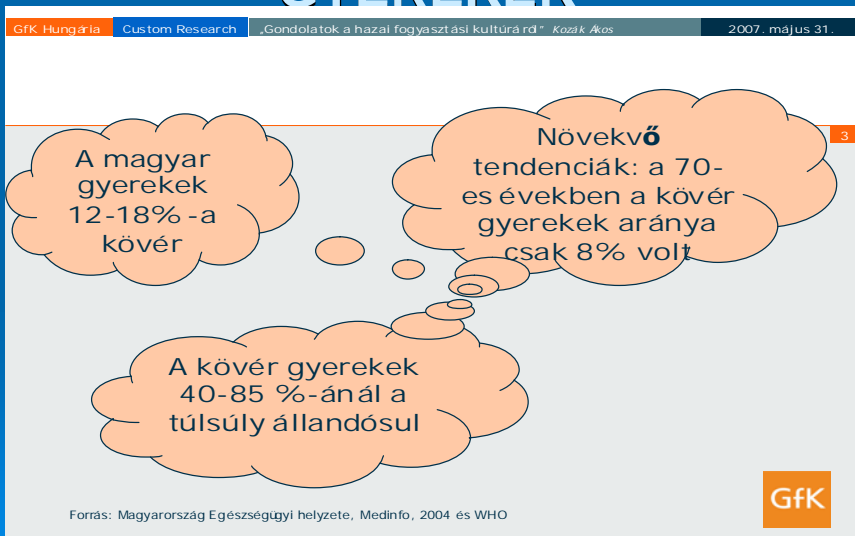 GYEREKEK
GfK Hungária Custom Research „Gondolatok a hazai fogyasztási kultúráról” Kozák Ákos 2007. május 31.
3
A magyar
gyerekek
12-18% -a
kövér
Növekvő
tendenciák: a 70-
es években a kövér
gyerekek aránya
csak 8% volt
A kövér gyerekek
40-85 %-ánál a
túlsúly állandósul
Forrás: Magyarország Egészségügyi helyzete, Medinfo, 2004 és WHO
GfK